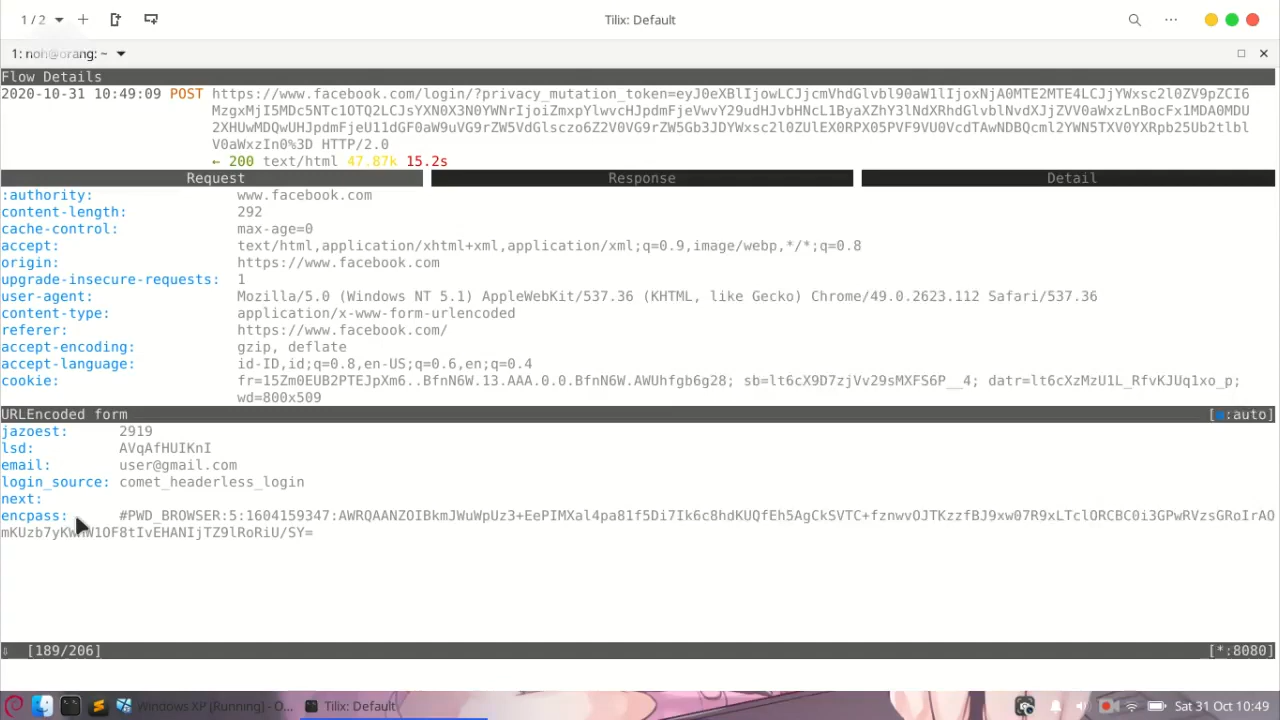 1 / 2
Tilix: Default
1: noh@orang: ~
Flow Details
2020-10-31 10:49:09 POST https://www.facebook.com/login/?privacy_mutation_token=eyJ0eXBlIjowLCJjcmVhdGlvbl90aW1lIjoxNjA0MTE2MTE4LCJjYWxsc2l0ZV9pZCI6
MzgxMjI5MDc5NTc1OTQ2LCJsYXN0X3N0YWNrIjoiZmxpYlwvcHJpdmFjeVwvY29udHJvbHNcL1ByaXZhY3lNdXRhdGlvblNvdXJjZVV0aWxzLnBocFx1MDA0MDU
2XHUwMDQwUHJpdmFjeU11dGF0aW9uVG9rZW5VdGlsczo6Z2V0VG9rZW5Gb3JDYWxsc2l0ZUlEX0RPX05PVF9VU0VcdTAwNDBQcml2YWN5TXV0YXRpb25Ub2tlbl
V0aWxzIn0%3D HTTP/2.0
← 200 text/html 47.87k 15.2s
Request Response Detail
:authority: www.facebook.com
content-length: 292
cache-control: max-age=0
accept: text/html,application/xhtml+xml,application/xml;q=0.9,image/webp,*/*;q=0.8
origin: https://www.facebook.com
upgrade-insecure-requests: 1
user-agent: Mozilla/5.0 (Windows NT 5.1) AppleWebKit/537.36 (KHTML, like Gecko) Chrome/49.0.2623.112 Safari/537.36
content-type: application/x-www-form-urlencoded
referer: https://www.facebook.com/
accept-encoding: gzip, deflate
accept-language: id-ID,id;q=0.8,en-US;q=0.6,en;q=0.4
cookie: fr=15Zm0EUB2PTEJpXm6..BfnN6W.13.AAA.0.0.BfnN6W.AWUhfgb6g28; sb=lt6cX9D7zjVv29sMXFS6P__4; datr=lt6cXzMzU1L_RfvKJUq1xo_p;
wd=800x509
URLEncoded form [:auto]
jazoest: 2919
lsd: AVqAfHUIKnI
email: user@gmail.com
login_source: comet_headerless_login
next:
encpass: #PWD_BROWSER:5:1604159347:AWRQAANZOIBkmJWuWpUz3+EePIMXal4pa81f5Di7Ik6c8hdKUQfEh5AgCkSVTC+fznwvOJTKzzfBJ9xw07R9xLTclORCBC0i3GPwRVzsGRoIrAO
[189/206] [*:8080]
Windows XP [Running] - O... Tilix: Default Sat 31 Oct 10:49